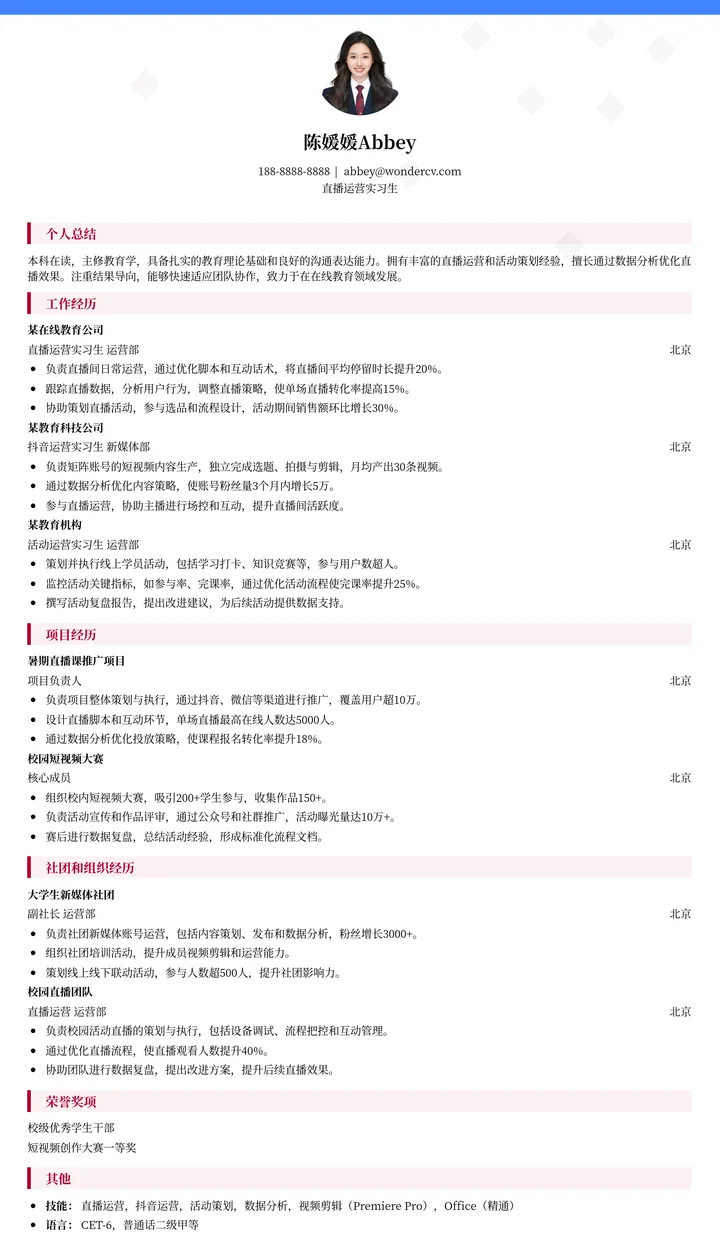 陈媛媛Abbey
188-8888-8888 | abbey@wondercv.com
直播运营实习生
个人总结
本科在读，主修教育学，具备扎实的教育理论基础和良好的沟通表达能力。拥有丰富的直播运营和活动策划经验，擅长通过数据分析优化直
播效果。注重结果导向，能够快速适应团队协作，致力于在在线教育领域发展。
工作经历
某在线教育公司
直播运营实习生 运营部 北京
负责直播间日常运营，通过优化脚本和互动话术，将直播间平均停留时长提升20%。
跟踪直播数据，分析用户行为，调整直播策略，使单场直播转化率提高15%。
协助策划直播活动，参与选品和流程设计，活动期间销售额环比增长30%。
某教育科技公司
抖音运营实习生 新媒体部 北京
负责矩阵账号的短视频内容生产，独立完成选题、拍摄与剪辑，月均产出30条视频。
通过数据分析优化内容策略，使账号粉丝量3个月内增长5万。
参与直播运营，协助主播进行场控和互动，提升直播间活跃度。
某教育机构
活动运营实习生 运营部 北京
策划并执行线上学员活动，包括学习打卡、知识竞赛等，参与用户数超人。
监控活动关键指标，如参与率、完课率，通过优化活动流程使完课率提升25%。
撰写活动复盘报告，提出改进建议，为后续活动提供数据支持。
项目经历
暑期直播课推广项目
项目负责人 北京
负责项目整体策划与执行，通过抖音、微信等渠道进行推广，覆盖用户超10万。
设计直播脚本和互动环节，单场直播最高在线人数达5000人。
通过数据分析优化投放策略，使课程报名转化率提升18%。
校园短视频大赛
核心成员 北京
组织校内短视频大赛，吸引200+学生参与，收集作品150+。
负责活动宣传和作品评审，通过公众号和社群推广，活动曝光量达10万+。
赛后进行数据复盘，总结活动经验，形成标准化流程文档。
社团和组织经历
大学生新媒体社团
副社长 运营部 北京
负责社团新媒体账号运营，包括内容策划、发布和数据分析，粉丝增长3000+。
组织社团培训活动，提升成员视频剪辑和运营能力。
策划线上线下联动活动，参与人数超500人，提升社团影响力。
校园直播团队
直播运营 运营部 北京
负责校园活动直播的策划与执行，包括设备调试、流程把控和互动管理。
通过优化直播流程，使直播观看人数提升40%。
协助团队进行数据复盘，提出改进方案，提升后续直播效果。
荣誉奖项
校级优秀学生干部
短视频创作大赛一等奖
其他
技能： 直播运营，抖音运营，活动策划，数据分析，视频剪辑（Premiere Pro），Office（精通）
语言： CET-6，普通话二级甲等